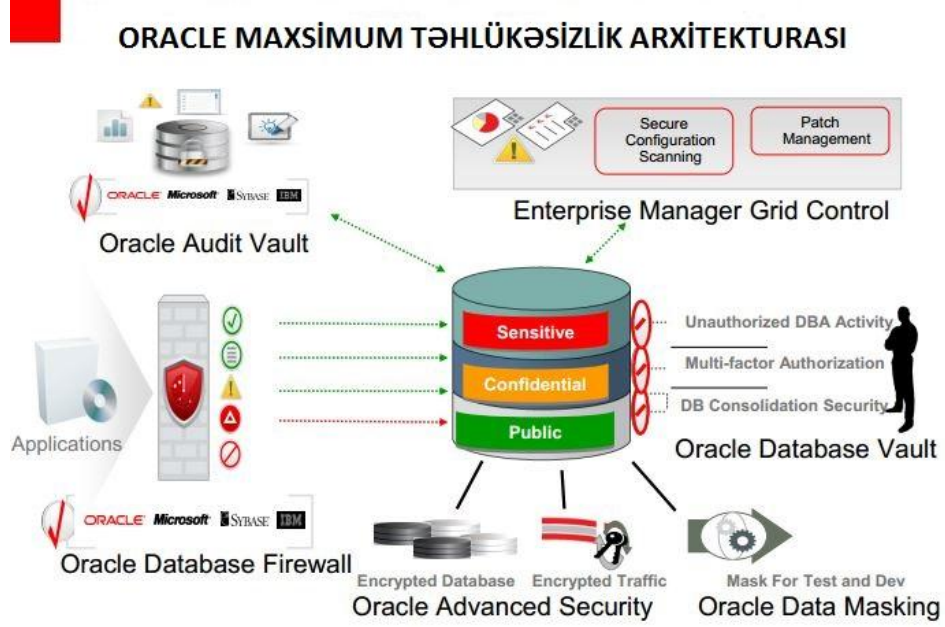 ORACLE MAXSİMUM TƏHLÜKƏSİZLİK ARXİTEKTURASI
ORACLE Microsoft SYBASE IBM
Oracle Audit Vault
Secure
Configuration
Scanning
Patch
Management
Enterprise Manager Grid Control
Applications
ORACLE Microsoft SYBASE IBM
Oracle Database Firewall
Sensitive
Confidential
Public
Unauthorized DBA Activity
Multi-factor Authorization
DB Consolidation Security
Oracle Database Vault
Encrypted Database
Encrypted Traffic
Oracle Advanced Security
Mask For Test and Dev
Oracle Data Masking